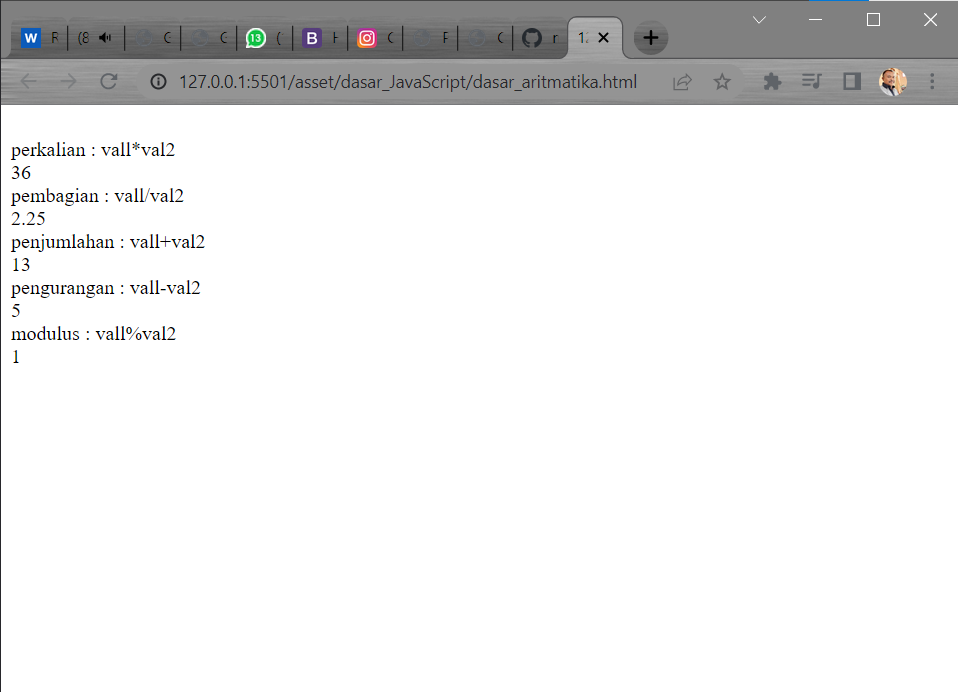 W R (8 C C 13 ( B H C F C r 1:
127.0.0.1:5501/asset/dasar_JavaScript/dasar_aritmatika.html
perkalian : vall*val2
36
pembagian : vall/val2
2.25
penjumlahan : vall+val2
13
pengurangan : vall-val2
5
modulus : vall%val2
1